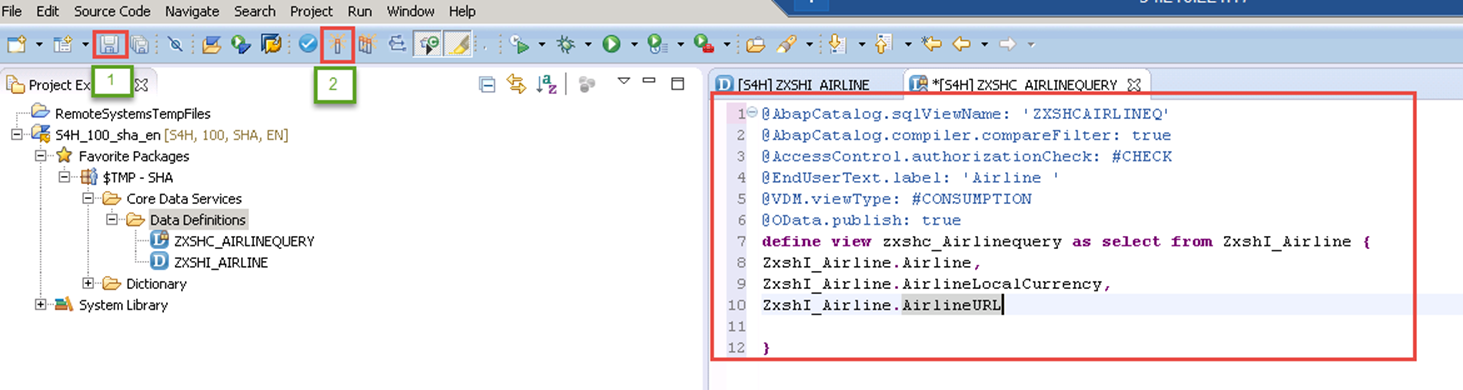 File Edit Source Code Navigate Search Project Run Window Help
1
2
Project Ex
[S4H] ZXSHI_AIRLINE
*[S4H] ZXSHC_AIRLINEQUERY
RemoteSystemsTempFiles
S4H_100_sha_en [S4H, 100, SHA, EN]
Favorite Packages
$TMP - SHA
Core Data Services
Data Definitions
ZXSHC_AIRLINEQUERY
ZXSHI_AIRLINE
Dictionary
System Library
1 @AbapCatalog.sqlViewName: 'ZXSHCAIRLINEQ'
2 @AbapCatalog.compiler.compareFilter: true
3 @AccessControl.authorizationCheck: #CHECK
4 @EndUserText.label: 'Airline '
5 @VDM.viewType: #CONSUMPTION
6 @OData.publish: true
7 define view zxshc_Airlinequery as select from ZxshI_Airline {
8 ZxshI_Airline.Airline,
9 ZxshI_Airline.AirlineLocalCurrency,
10 ZxshI_Airline.AirlineURL
11
12 }